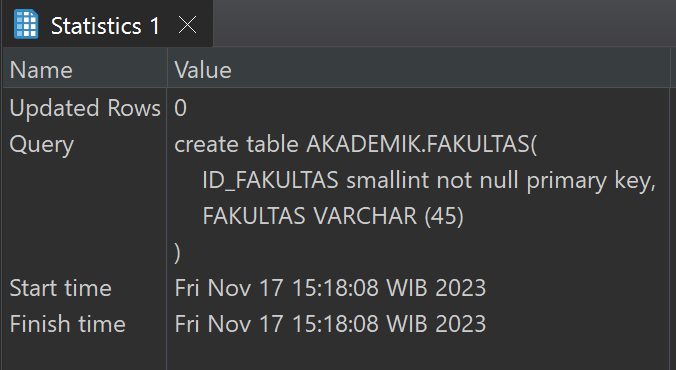 Statistics 1
Name Value
Updated Rows 0
Query create table AKADEMIK.FAKULTAS(
ID_FAKULTAS smallint not null primary key,
FAKULTAS VARCHAR (45)
)
Start time Fri Nov 17 15:18:08 WIB 2023
Finish time Fri Nov 17 15:18:08 WIB 2023